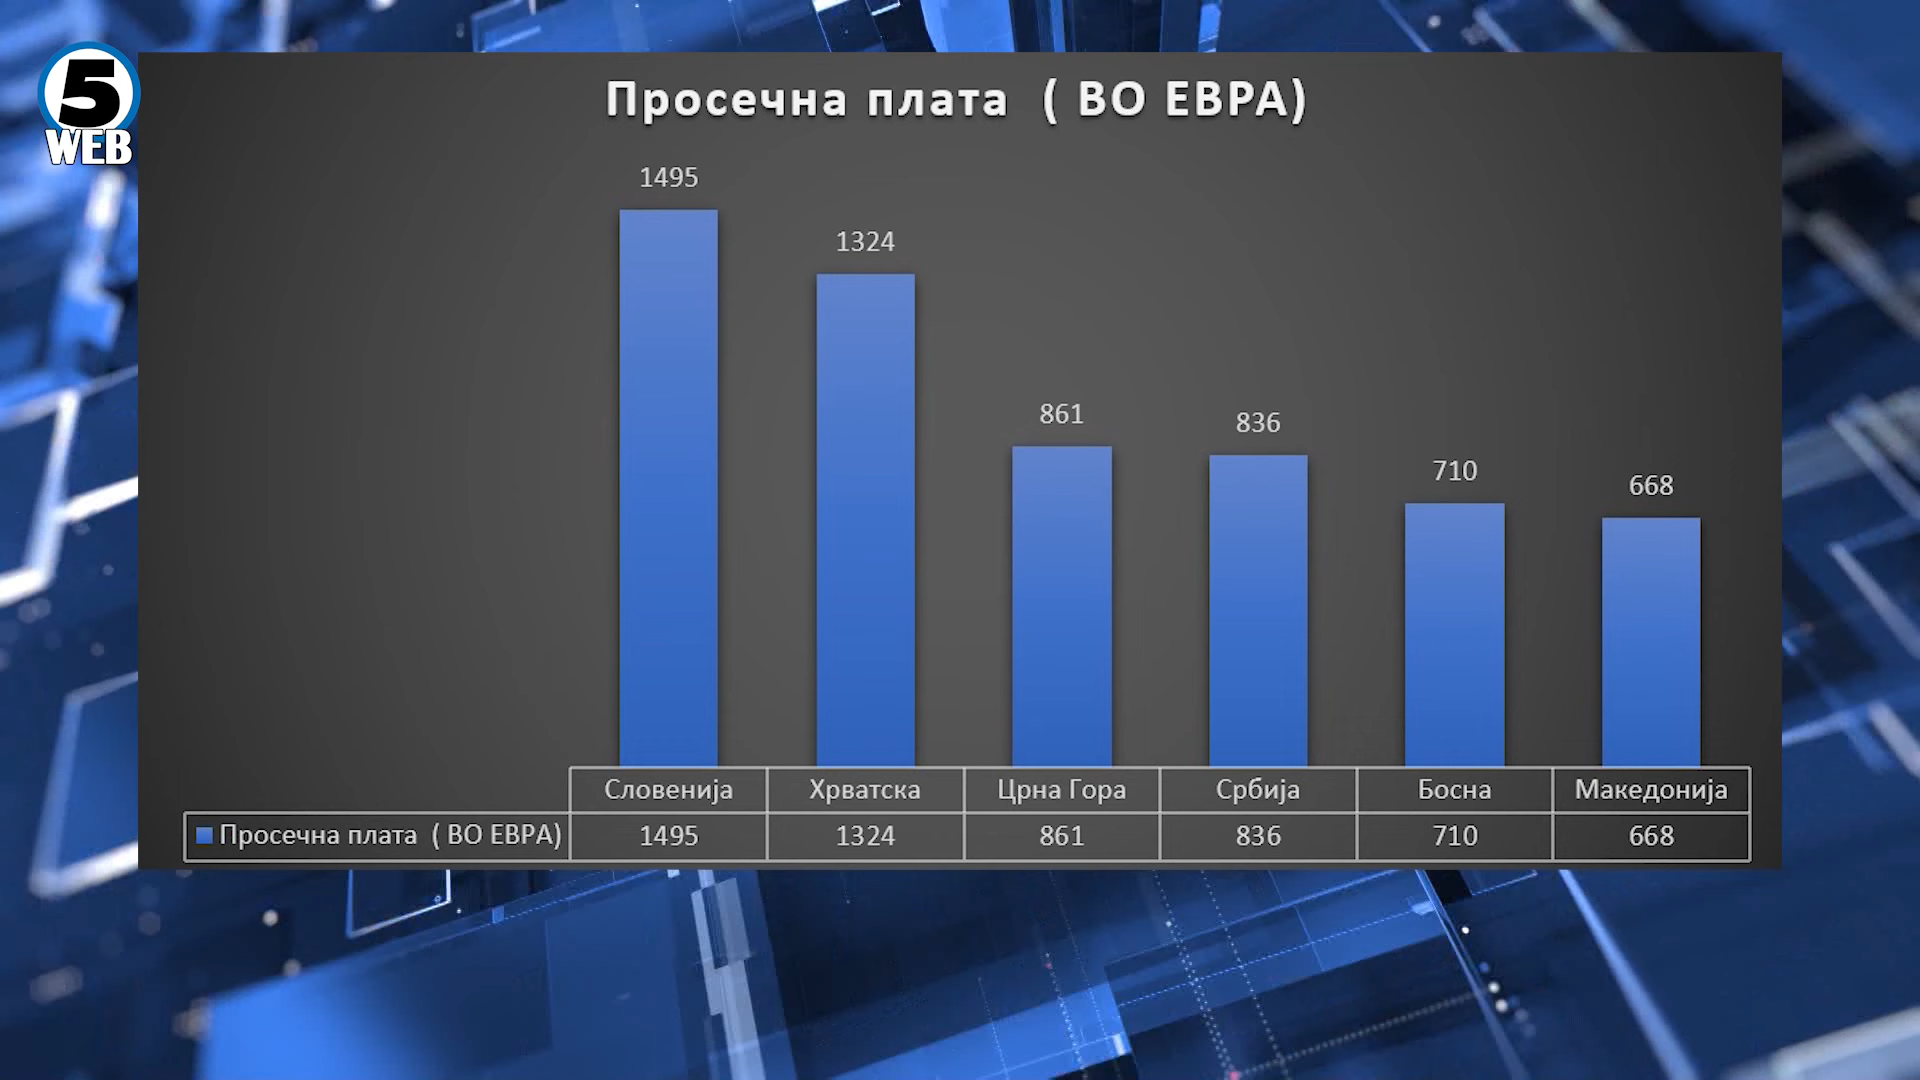 5
WEB
Просечна плата ( ВО ЕВРА)
1495
1324
861
836
710
668
Словенија Хрватска Црна Гора Србија Босна Македонија
Просечна плата ( ВО ЕВРА) 1495 1324 861 836 710 668